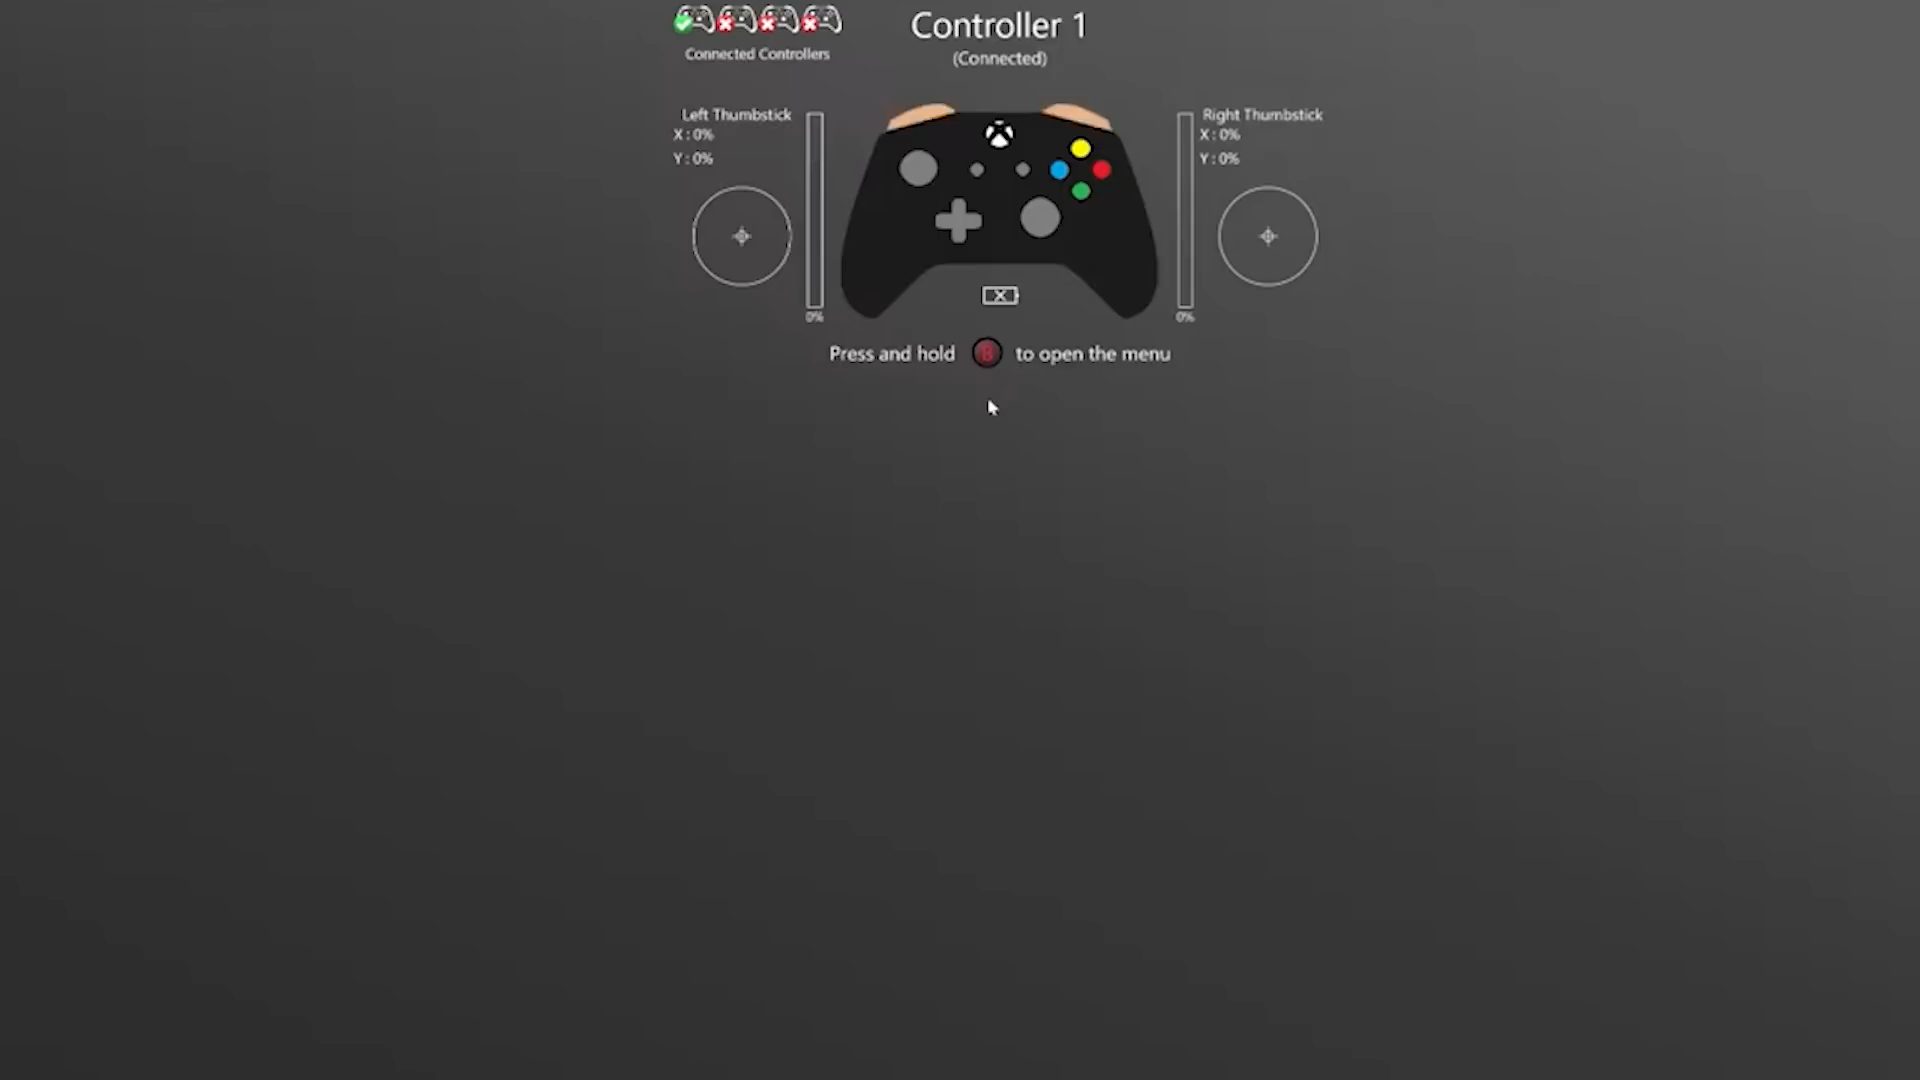 Controller 1
(Connected)
Connected Controllers
Left Thumbstick
X : 0%
Y : 0%
0%
Right Thumbstick
X : 0%
Y : 0%
0%
Press and hold B to open the menu